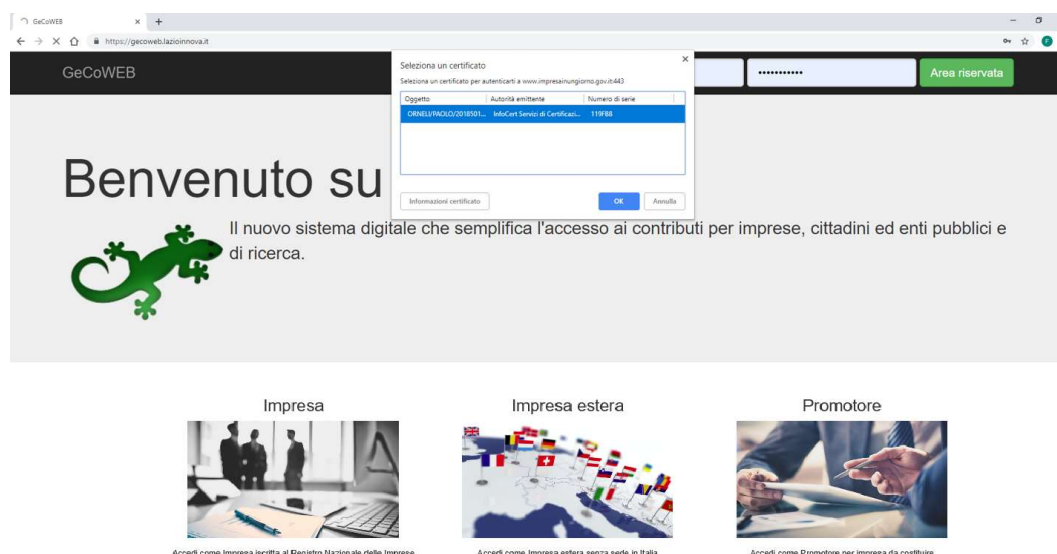 GeCoWEB
https://gecoweb.lazioinnova.it
GeCoWEB
Seleziona un certificato
Seleziona un certificato per autenticarti a www.impresainungiorno.gov.it:443
Oggetto Autorità emittente Numero di serie
ORNELI/PAOLO/2018501... InfoCert Servizi di Certificazi... 119FB8
Informazioni certificato OK Annulla
•••••••••••
Area riservata
Benvenuto su
Il nuovo sistema digitale che semplifica l'accesso ai contributi per imprese, cittadini ed enti pubblici e
di ricerca.
Impresa
Accedi come Impresa iscritta al Registro Nazionale delle Imprese
Impresa estera
Accedi come Impresa estera senza sede in Italia
Promotore
Accedi come Promotore per impresa da costituire